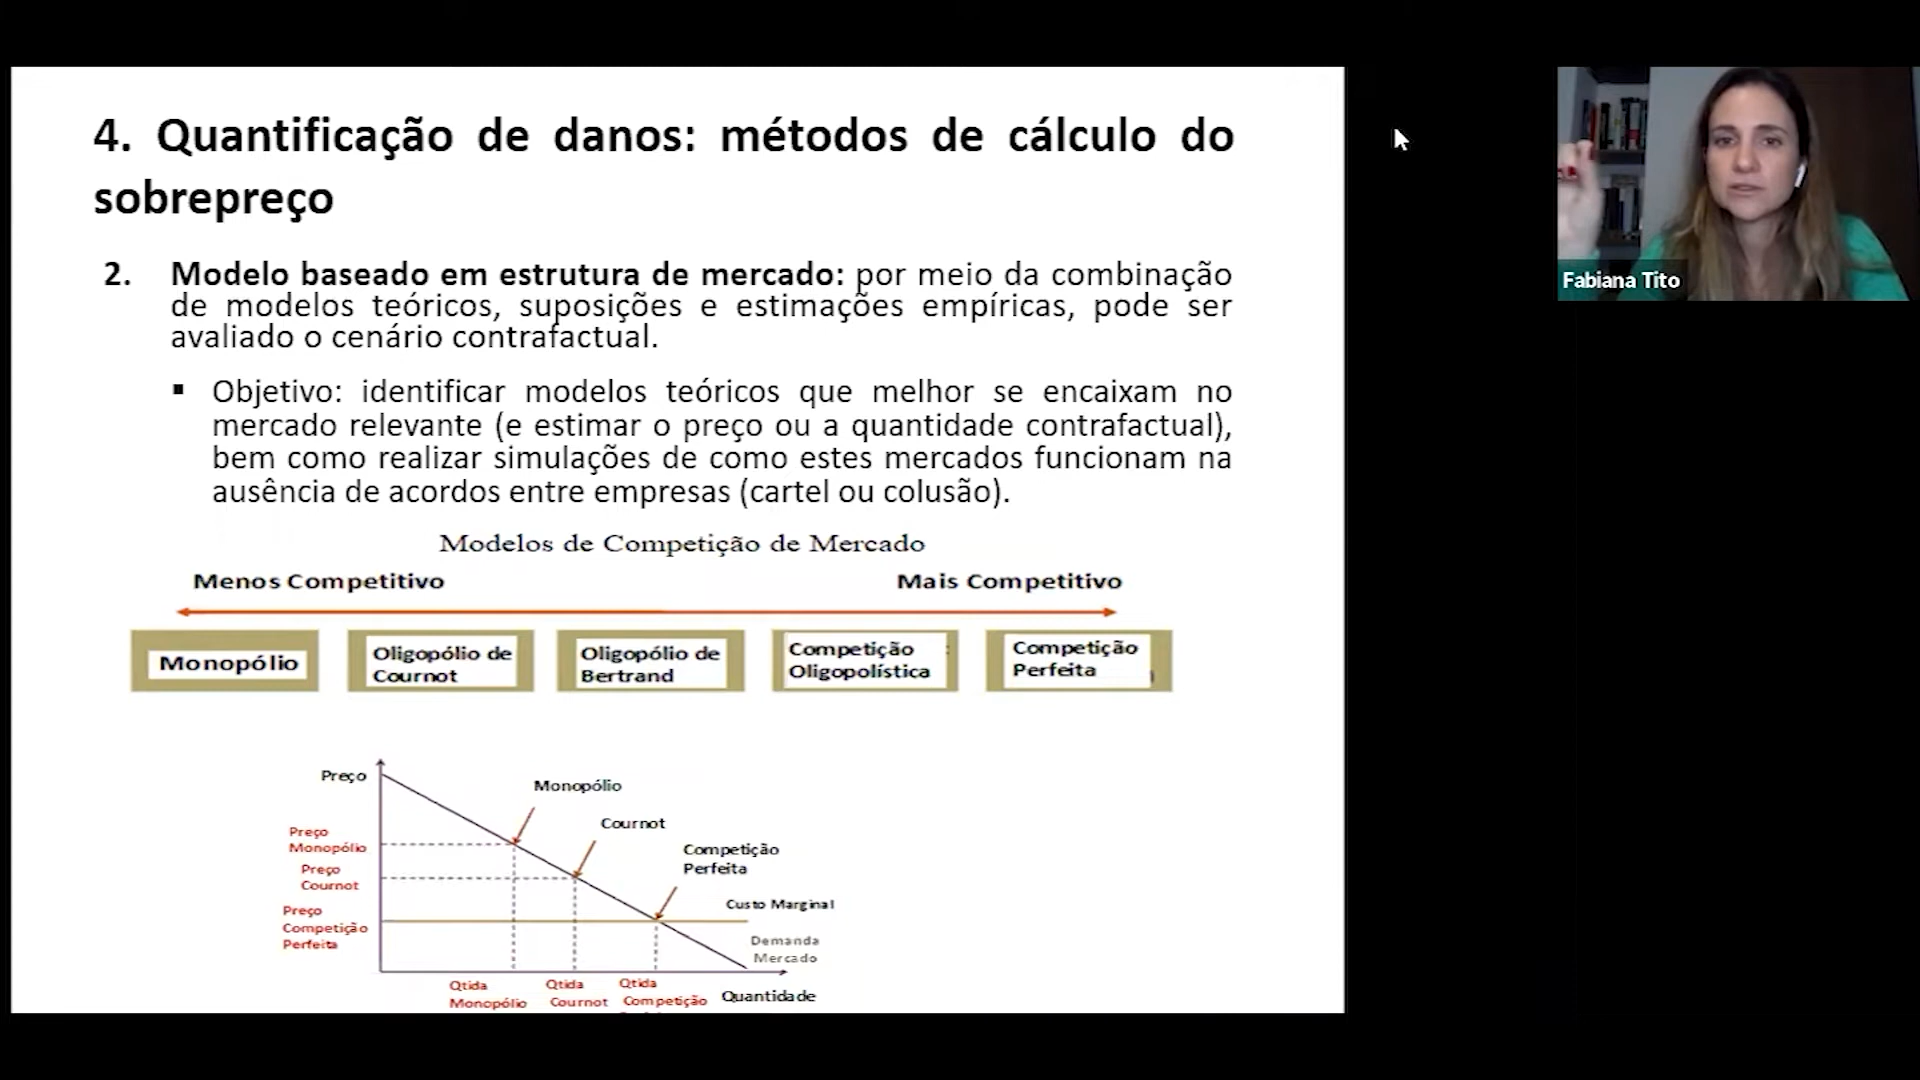 4. Quantificação de danos: métodos de cálculo do
sobrepreço
2. Modelo baseado em estrutura de mercado: por meio da combinação
de modelos teóricos, suposições e estimações empíricas, pode ser
avaliado o cenário contrafactual.
▪ Objetivo: identificar modelos teóricos que melhor se encaixam no
mercado relevante (e estimar o preço ou a quantidade contrafactual),
bem como realizar simulações de como estes mercados funcionam na
ausência de acordos entre empresas (cartel ou colusão).
Modelos de Competição de Mercado
Menos Competitivo
Mais Competitivo
Monopólio
Oligopólio de
Cournot
Oligopólio de
Bertrand
Competição
Oligopolística
Competição
Perfeita
Preço
Monopólio
Cournot
Competição
Perfeita
Preço
Monopólio
Preço
Cournot
Preço
Competição
Perfeita
Custo Marginal
Demanda
Mercado
Qtida
Monopólio
Qtida
Cournot
Qtida
Competição
Quantidade
Fabiana Tito